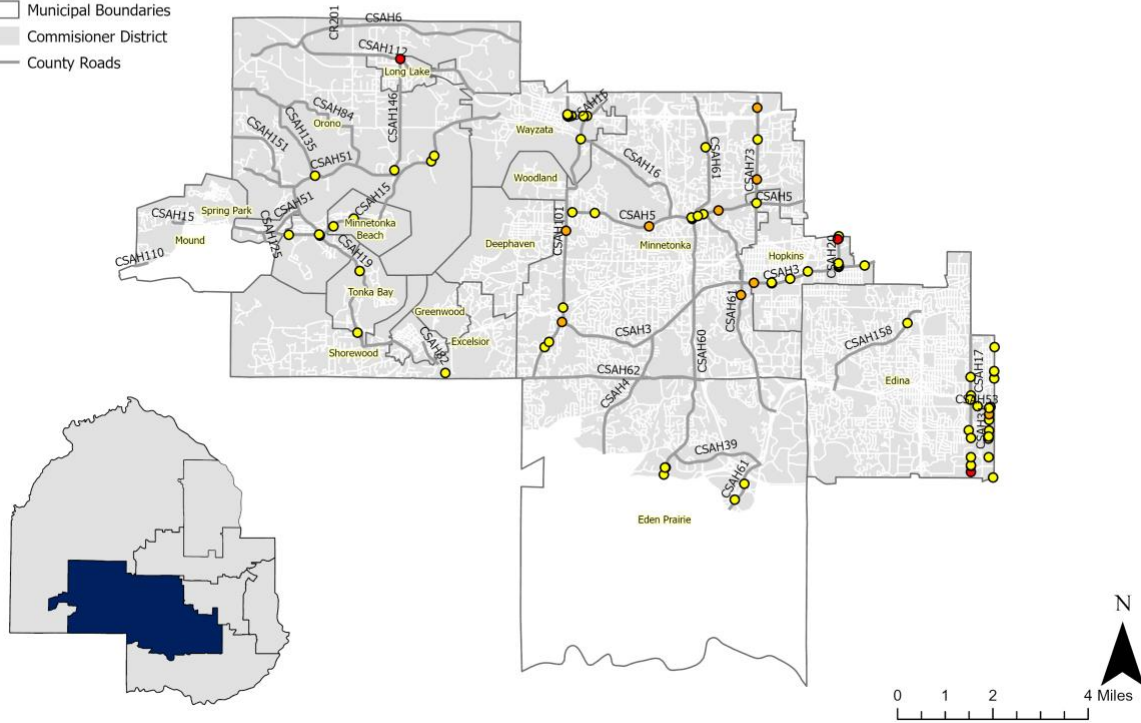 Municipal Boundaries
Commisioner District
County Roads
CR201
CSAH6
CSAH112
Long Lake
CSAH146
CSAH84
Orono
CSAH135
CSAH151
CSAH51
CSAH15
Wayzata
CSAH16
CSAH61
CSAH73
Woodland
CSAH5
CSAH15
CSAH51
Spring Park
CSAH15
Mound
CSAH125
CSAH110
Minnetonka
Beach
CSAH19
Deephaven
CSAH101
CSAH5
Minnetonka
Hopkins
CSAH20
CSAH3
CSAH61
Tonka Bay
Greenwood
Excelsior
Shorewood
CSAH3
CSAH60
CSAH62
CSAH4
CSAH158
Edina
CSAH17
CSAH53
CSAH39
CSAH61
Eden Prairie
N
0 1 2 4 Miles